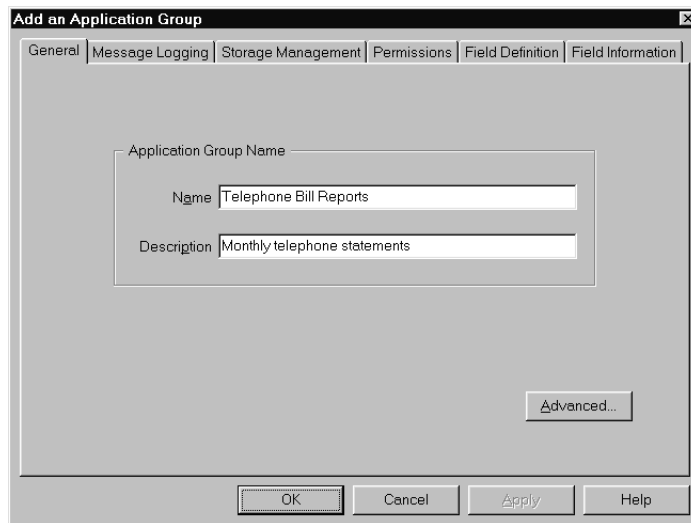 Add an Application Group
General Message Logging Storage Management Permissions Field Definition Field Information
Application Group Name
Name Telephone Bill Reports
Description Monthly telephone statements
Advanced...
OK Cancel Apply Help